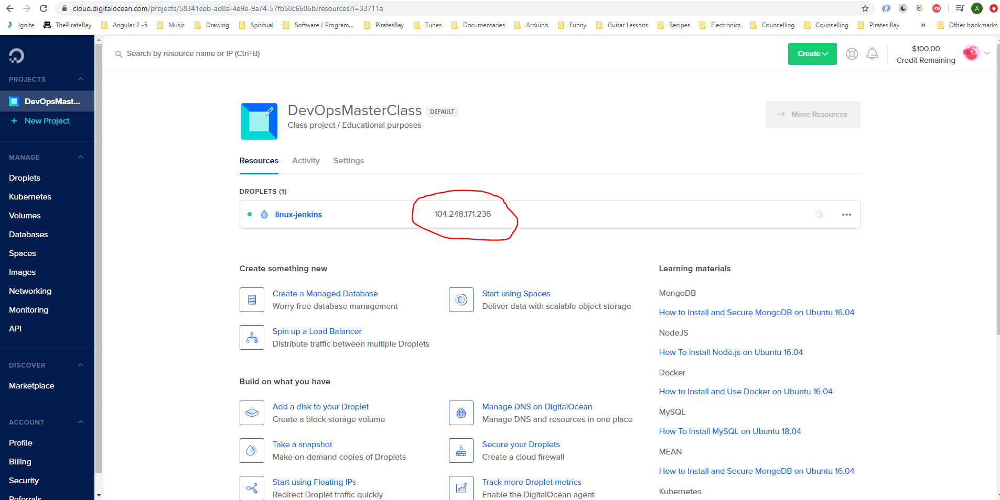 cloud.digitalocean.com/projects/58341eeb-ad8a-4e9e-9a74-57fb50c6606b/resources?i=33711a
A
Ignite ThePirateBay Angular 2 -5 Music Drawing Spiritual Software / Program... PiratesBay Tunes Documentaries Arduino Funny Guitar Lessons Recipes Electronics Councelling Counselling Pirates Bay » Other bookmarks
Search by resource name or IP (Ctrl+B)
Create
$100.00
Credit Remaining
PROJECTS
DevOpsMast...
+ New Project
MANAGE
Droplets
Kubernetes
Volumes
Databases
Spaces
Images
Networking
Monitoring
API
DISCOVER
Marketplace
ACCOUNT
Profile
Billing
Security
Referrals
DevOpsMasterClass DEFAULT
Class project / Educational purposes
→ Move Resources
Resources Activity Settings
DROPLETS (1)
linux-jenkins 104.248.171.236
Create something new
Create a Managed Database
Worry-free database management
Start using Spaces
Deliver data with scalable object storage
Spin up a Load Balancer
Distribute traffic between multiple Droplets
Build on what you have
Add a disk to your Droplet
Create a block storage volume
Manage DNS on DigitalOcean
Manage DNS and resources in one place
Take a snapshot
Make on-demand copies of Droplets
Secure your Droplets
Create a cloud firewall
Start using Floating IPs
Redirect Droplet traffic quickly
Track more Droplet metrics
Enable the DigitalOcean agent
Learning materials
MongoDB
How to Install and Secure MongoDB on Ubuntu 16.04
NodeJS
How To Install Node.js on Ubuntu 16.04
Docker
How to Install and Use Docker on Ubuntu 16.04
MySQL
How To Install MySQL on Ubuntu 18.04
MEAN
How to Install and Secure MongoDB on Ubuntu 16.04
Kubernetes